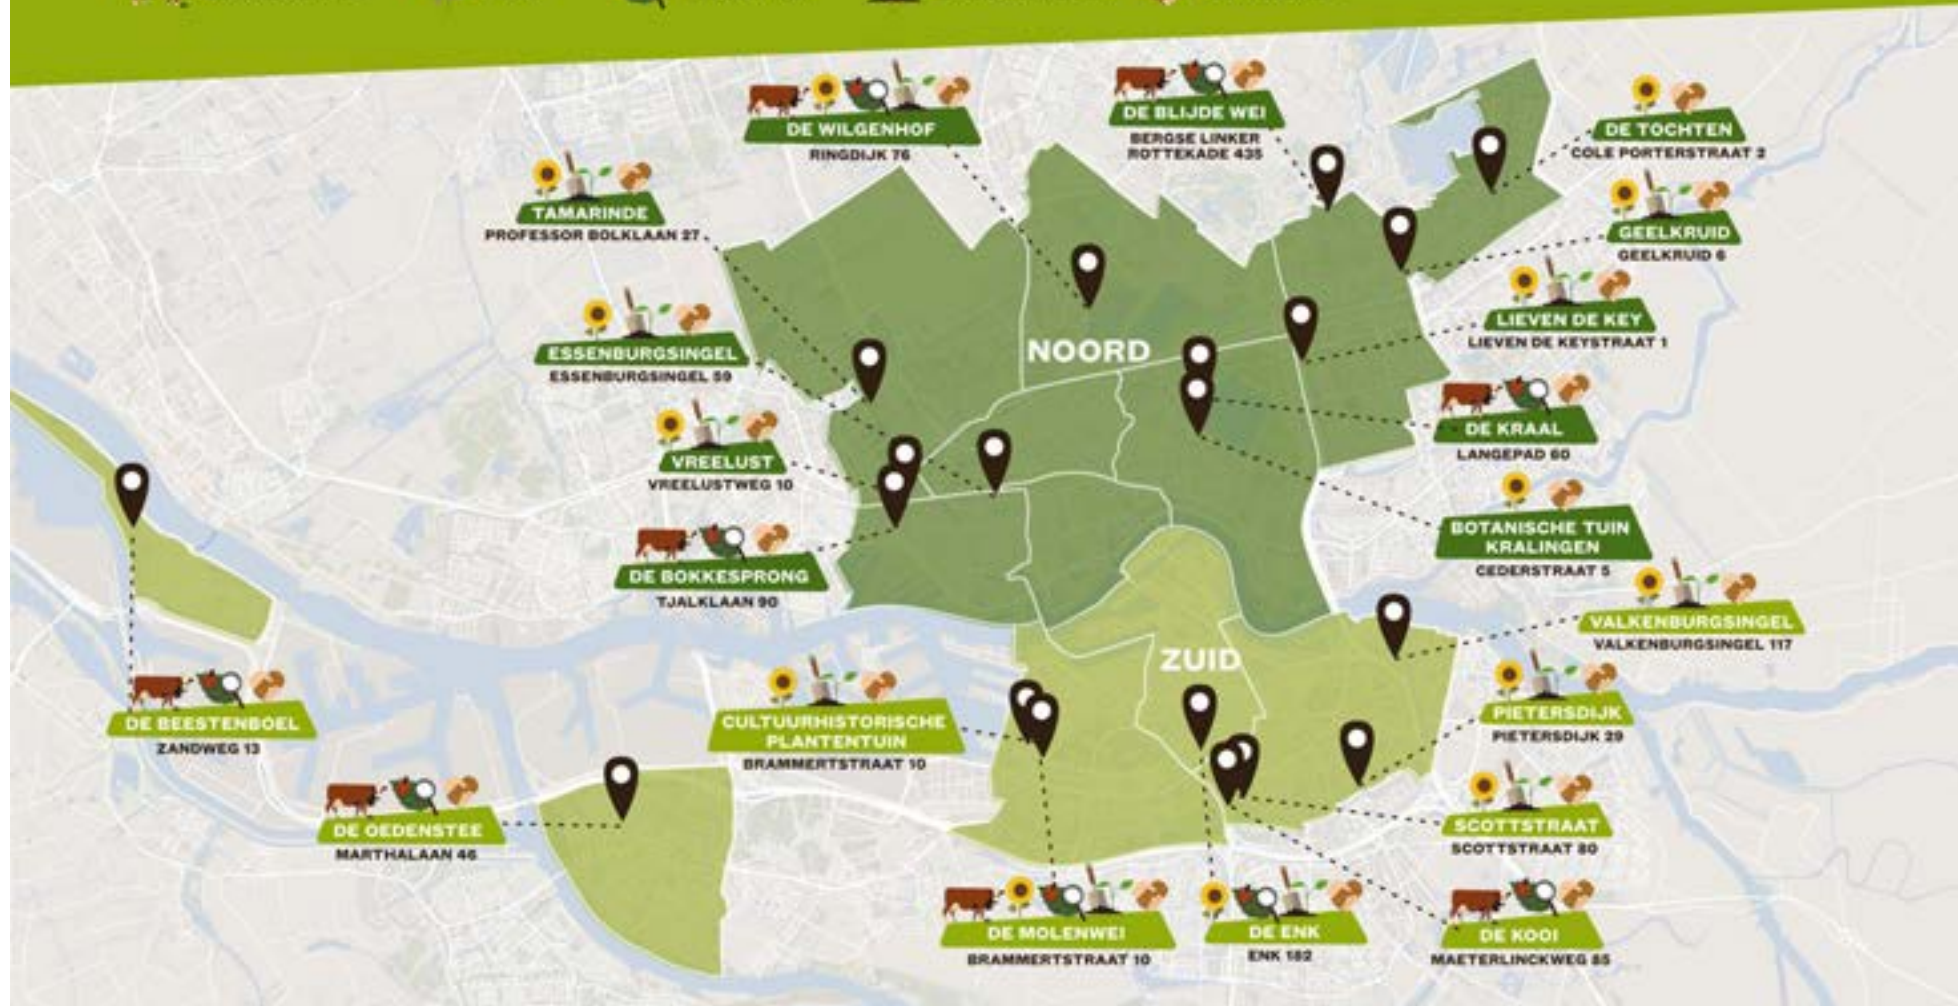 DE WILGENHOF
RINGDIJK 76
DE BLIJDE WEI
BERGSE LINKER
ROTTEKADE 435
DE TOCHTEN
COLE PORTERSTRAAT 2
TAMARINDE
PROFESSOR BOLKLAAN 27
GEELKRUID
GEELKRUID 6
LIEVEN DE KEY
LIEVEN DE KEYSTRAAT 1
ESSENBURGSINGEL
ESSENBURGSINGEL 59
NOORD
DE KRAAL
LANGEPAD 60
VREELUST
VREELUSTWEG 10
BOTANISCHE TUIN
KRALINGEN
CEDERSTRAAT 5
DE BOKKESPRONG
TJALKLAAN 90
VALKENBURGSINGEL
VALKENBURGSINGEL 117
ZUID
DE BEESTENBOEL
ZANDWEG 13
CULTUURHISTORISCHE
PLANTENTUIN
BRAMMERTSTRAAT 10
PIETERSDIJK
PIETERSDIJK 29
DE OEDENSTEE
MARTHALAAN 46
SCOTTSTRAAT
SCOTTSTRAAT 80
DE MOLENWEI
BRAMMERTSTRAAT 10
DE ENK
ENK 182
DE KOOI
MAETERLINCKWEG 85